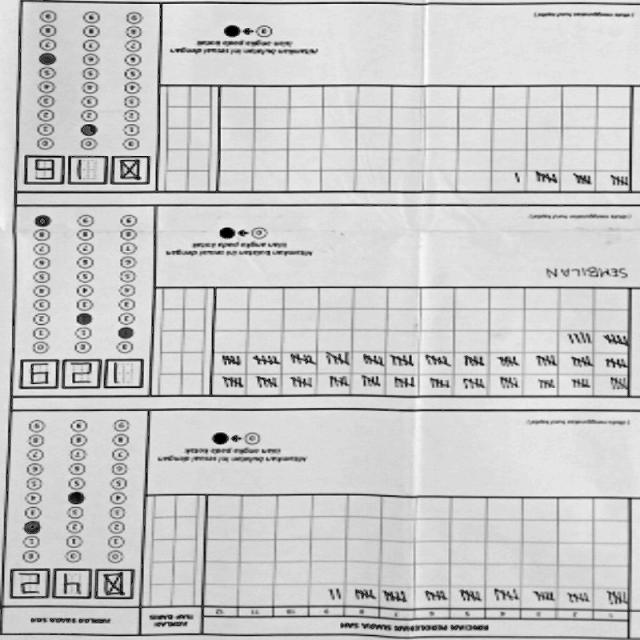 RINCIAN PEROLEHAN SUARA SAH
JUMLAH TIAP BARIS
JUMLAH SUARA SAH
1 2 3 4 5 6 7 8 9 10 11 12
X 4 2
(ditulis menggunakan huruf kapital)
Hitamkan bulatan ini sesuai dengan
isian angka pada kotak
1 2 9
SEMBILAN
(ditulis menggunakan huruf kapital)
Hitamkan bulatan ini sesuai dengan
isian angka pada kotak
X 1 6
(ditulis menggunakan huruf kapital)
Hitamkan bulatan ini sesuai dengan
isian angka pada kotak